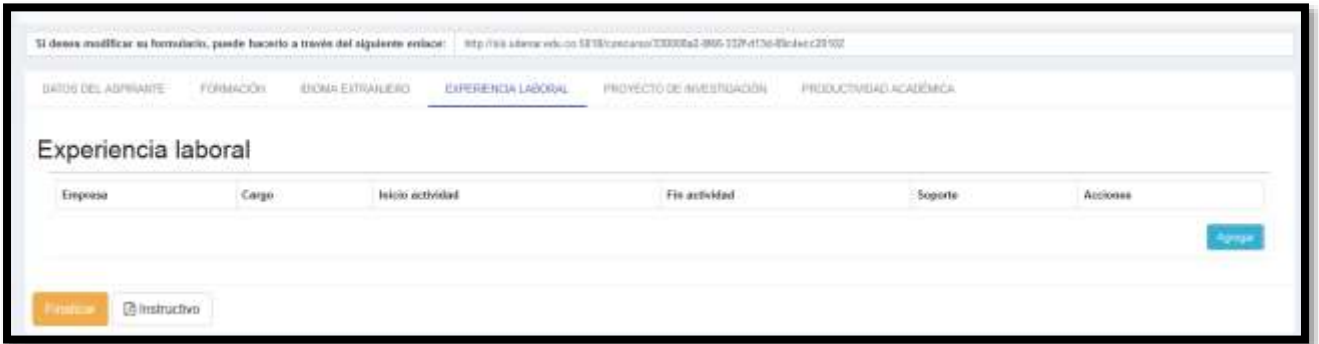 Si desea modificar su formulario, puede hacerlo a través del siguiente enlace:
DATOS DEL ASPIRANTE FORMACIÓN IDIOMA EXTRANJERO EXPERIENCIA LABORAL PROYECTO DE INVESTIGACIÓN PRODUCTIVIDAD ACADÉMICA
Experiencia laboral
Empresa Cargo Inicio actividad Fin actividad Soporte Acciones
Agregar
Finalizar Instructivo